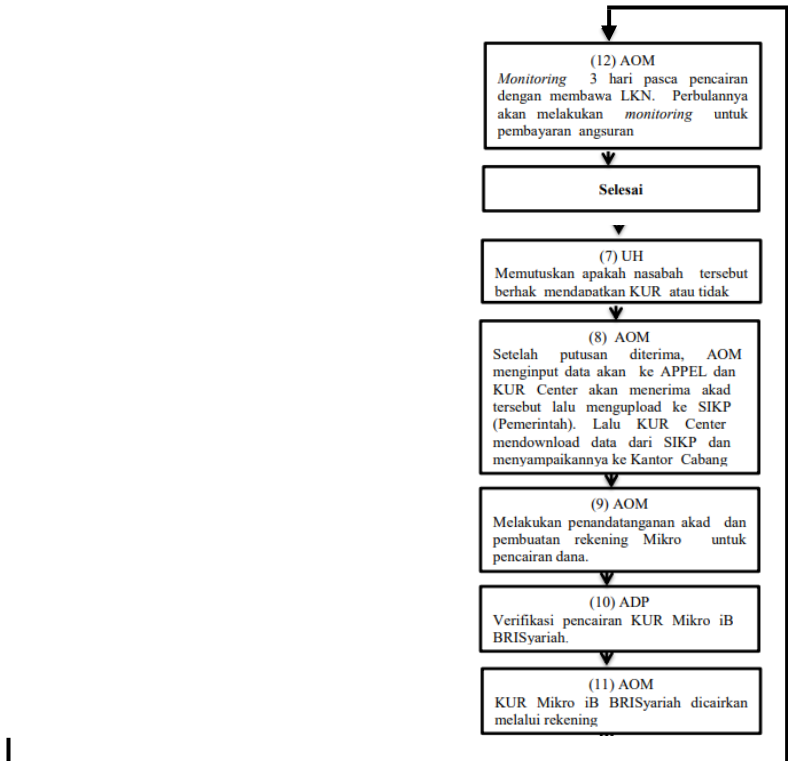 (12) AOM
Monitoring 3 hari pasca pencairan
dengan membawa LKN. Perbulannya
akan melakukan monitoring untuk
pembayaran angsuran
Selesai
(7) UH
Memutuskan apakah nasabah tersebut
berhak mendapatkan KUR atau tidak
(8) AOM
Setelah putusan diterima, AOM
menginput data akan ke APPEL dan
KUR Center akan menerima akad
tersebut lalu mengupload ke SIKP
(Pemerintah). Lalu KUR Center
mendownload data dari SIKP dan
menyampaikannya ke Kantor Cabang
(9) AOM
Melakukan penandatanganan akad dan
pembuatan rekening Mikro untuk
pencairan dana.
(10) ADP
Verifikasi pencairan KUR Mikro iB
BRISyariah.
(11) AOM
KUR Mikro iB BRISyariah dicairkan
melalui rekening